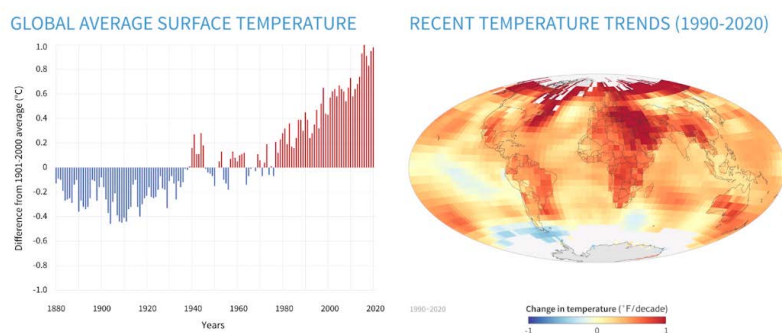 GLOBAL AVERAGE SURFACE TEMPERATURE
Difference from 1901-2000 average (°C)
1.0
0.8
0.6
0.4
0.2
0
-0.2
-0.4
-0.6
-0.8
-1.0
1880 1900 1920 1940 1960 1980 2000 2020
Years
RECENT TEMPERATURE TRENDS (1990-2020)
1990-2020
Change in temperature (°F/decade)
-1 0 1